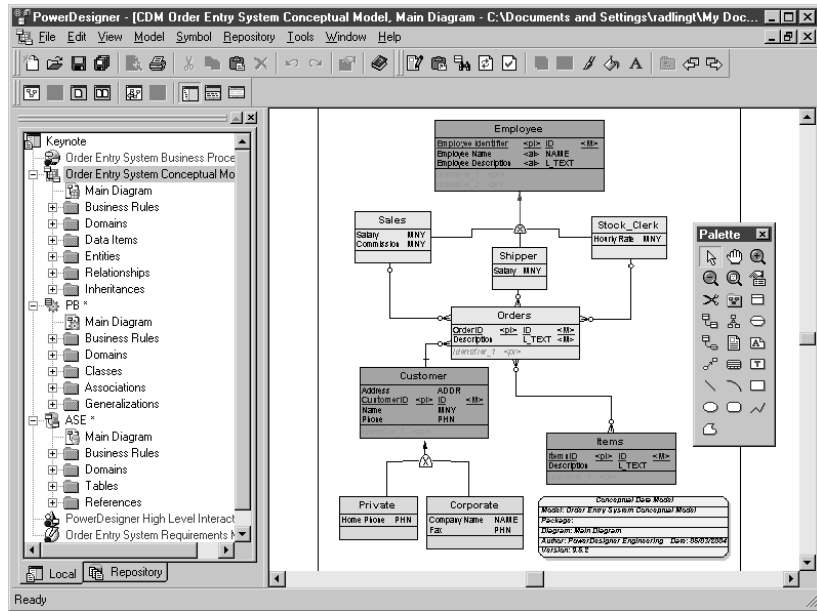 PowerDesigner - [CDM Order Entry System Conceptual Model, Main Diagram - C:\Documents and Settings\radlingt\My Doc...
File Edit View Model Symbol Repository Tools Window Help
Keynote
Order Entry System Business Proce
Order Entry System Conceptual Mo
Main Diagram
Business Rules
Domains
Data Items
Entities
Relationships
Inheritances
PB *
Main Diagram
Business Rules
Domains
Classes
Associations
Generalizations
ASE *
Main Diagram
Business Rules
Domains
Tables
References
PowerDesigner High Level Interact
Order Entry System Requirements
Local Repository
Ready
Employee
Employee Identifier <pi> ID <M>
Employee Name <ai> NAME
Employee Description <ai> L_TEXT
Sales
Salary MNY
Commission MNY
Shipper
Salary MNY
Stock_Clerk
Hourly Rate MNY
Orders
OrderID <pi> ID <M>
Description L_TEXT <M>
Identifier_1 <pi>
Customer
Address ADDR
CustomerID <pi> ID <M>
Name MNY
Phone PHN
Items
ItemsID <pi> ID <M>
Description L_TEXT
Private
Home Phone PHN
Corporate
Company Name NAME
Fax PHN
Conceptual Data Model
Model: Order Entry System Conceptual Model
Package:
Diagram: Main Diagram
Author: PowerDesigner Engineering Date: 06/03/2004
Version: 9.5.2
Palette